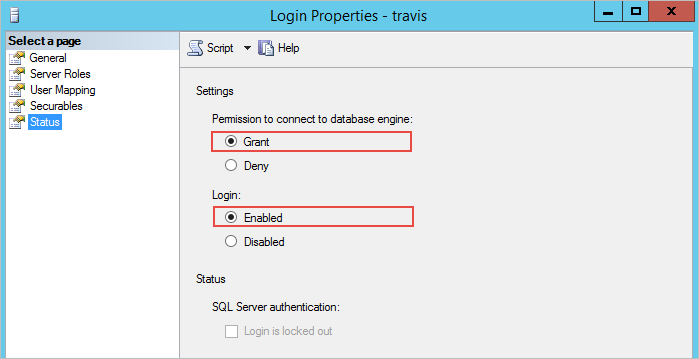 Login Properties - travis
Select a page
General
Server Roles
User Mapping
Securables
Status
Script
Help
Settings
Permission to connect to database engine:
Grant
Deny
Login:
Enabled
Disabled
Status
SQL Server authentication:
Login is locked out